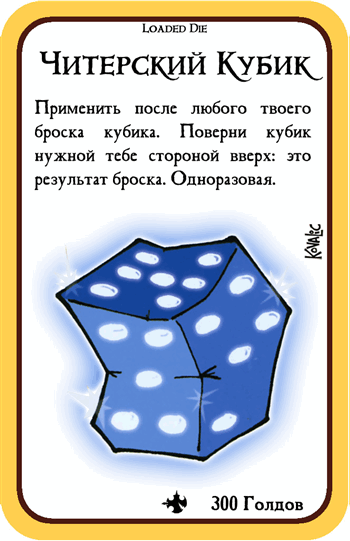 Loaded Die
Читерский Кубик
Применить после любого твоего
броска кубика. Поверни кубик
нужной тебе стороной вверх: это
результат броска. Одноразовая.
Kovalic
300 Голдов